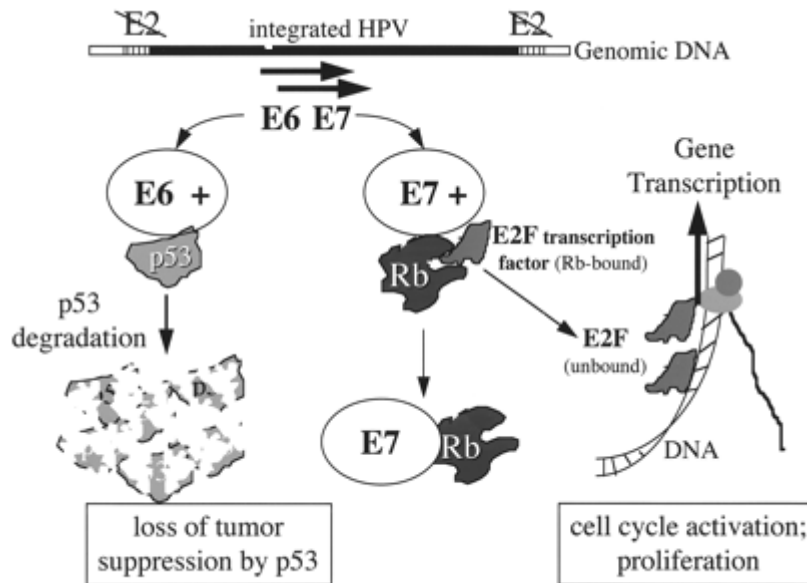 E2
integrated HPV
E2
Genomic DNA
E6 E7
E6 +
E7 +
Gene
Transcription
p53
Rb
E2F transcription
factor (Rb-bound)
p53
degradation
E2F
(unbound)
E7
Rb
DNA
loss of tumor
suppression by p53
cell cycle activation;
proliferation